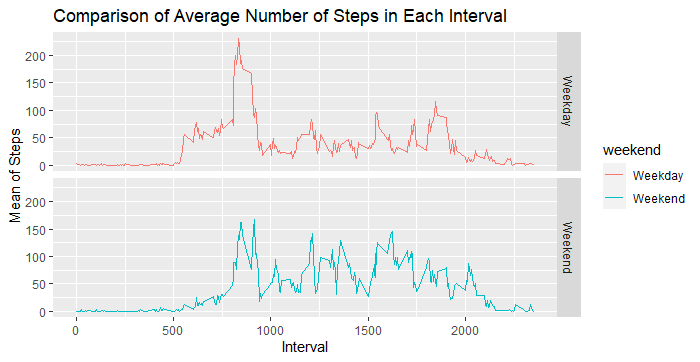 Comparison of Average Number of Steps in Each Interval
Mean of Steps
200
150
100
50
0
Weekday
200
150
100
50
0
Weekend
0
500
1000
1500
2000
Interval
weekend
Weekday
Weekend